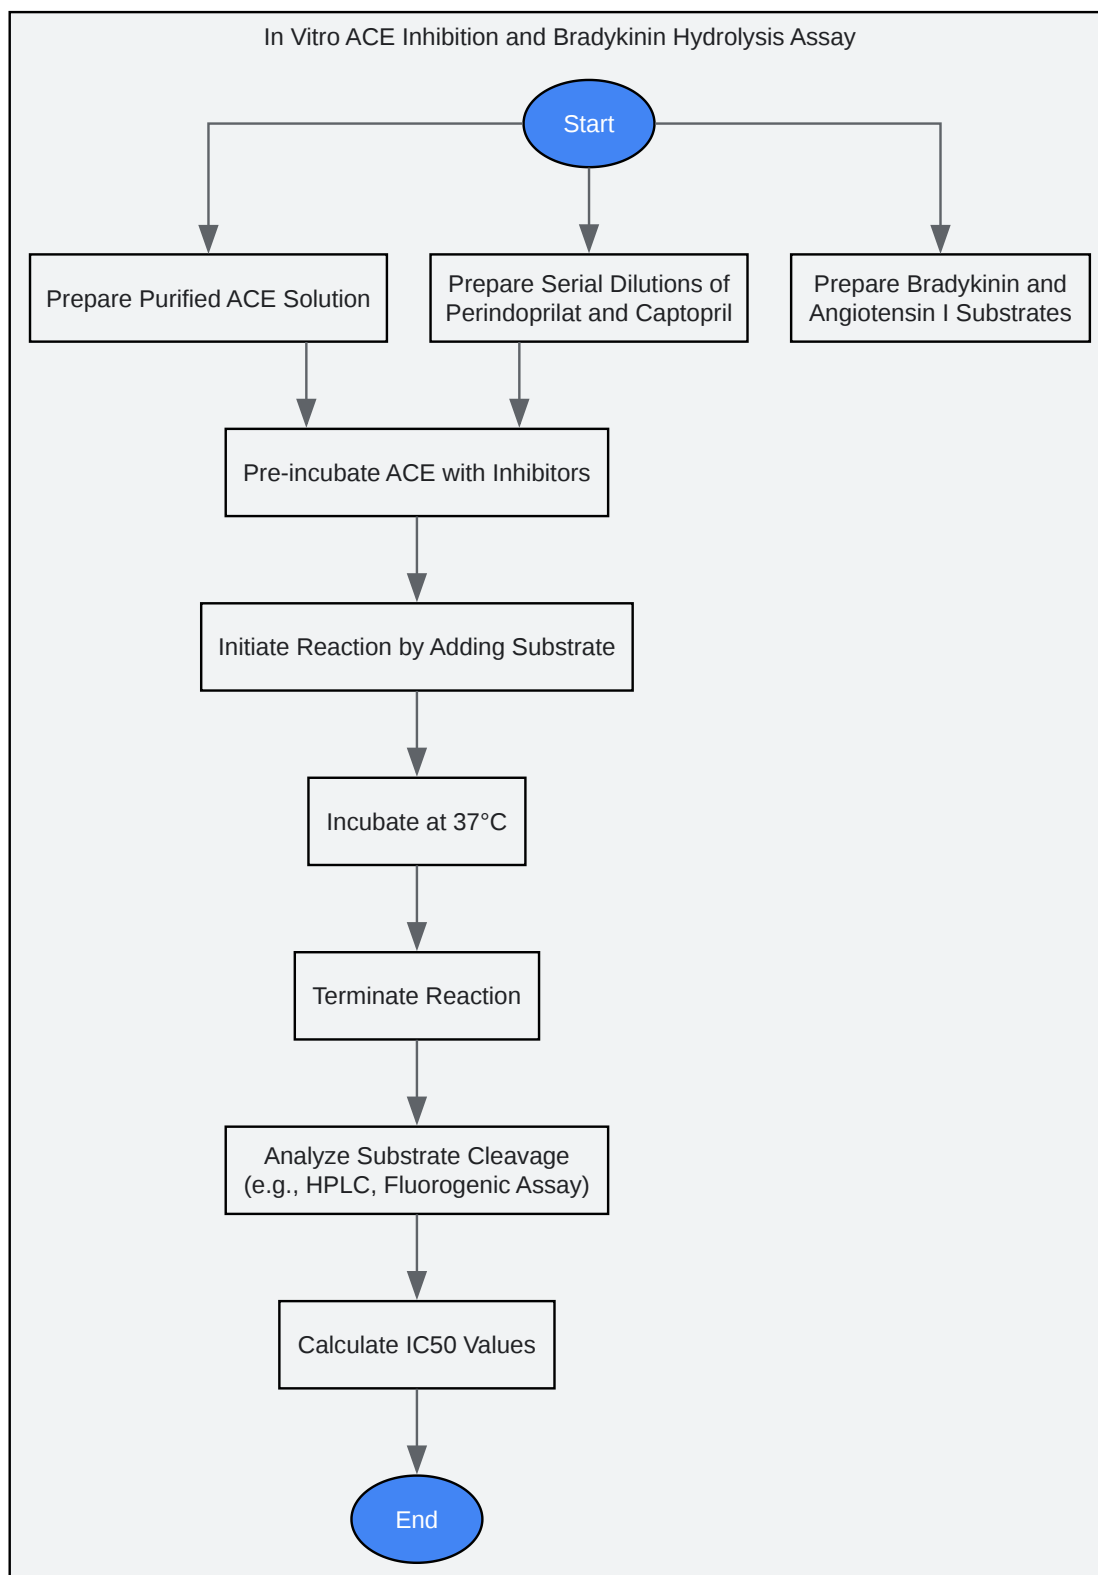 In Vitro ACE Inhibition and Bradykinin Hydrolysis Assay
Start
Prepare Purified ACE Solution
Prepare Serial Dilutions of
Perindoprilat and Captopril
Prepare Bradykinin and
Angiotensin I Substrates
Pre-incubate ACE with Inhibitors
Initiate Reaction by Adding Substrate
Incubate at 37°C
Terminate Reaction
Analyze Substrate Cleavage
(e.g., HPLC, Fluorogenic Assay)
Calculate IC50 Values
End